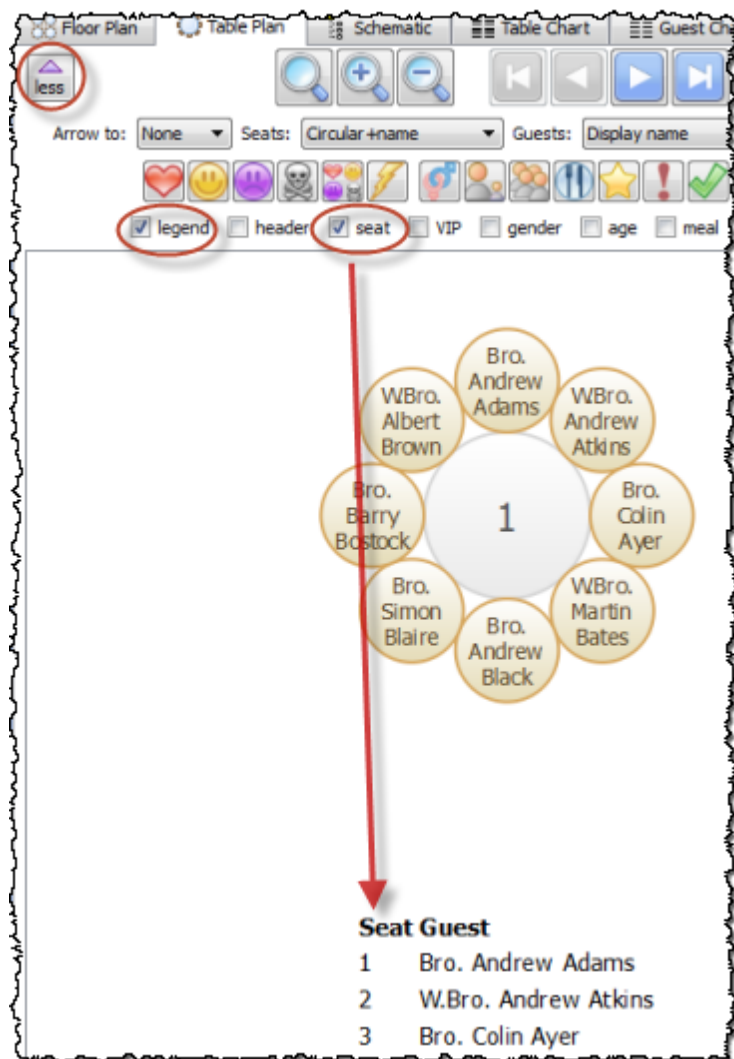 Floor Plan Table Plan Schematic Table Chart Guest
less
Arrow to: None Seats: Circular+name Guests: Display name
legend header seat VIP gender age meal
Bro.
Andrew
Adams
W.Bro.
Andrew
Atkins
Bro.
Colin
Ayer
W.Bro.
Martin
Bates
Bro.
Andrew
Black
Bro.
Simon
Blaire
Bro.
Barry
Bostock
W.Bro.
Albert
Brown
1
Seat Guest
1 Bro. Andrew Adams
2 W.Bro. Andrew Atkins
3 Bro. Colin Ayer